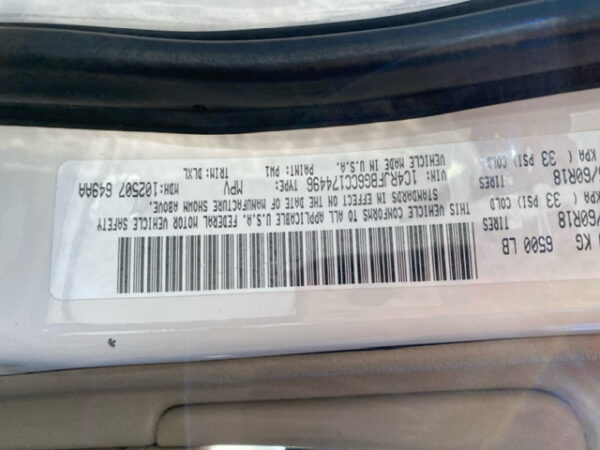 KG 6500 LB
60R18 TIRES
KPA ( 33 PSI) COLD
60R18 TIRES
KPA ( 33 PSI) COLD
THIS VEHICLE CONFORMS TO ALL APPLICABLE U.S.A. FEDERAL MOTOR VEHICLE SAFETY
STANDARDS IN EFFECT ON THE DATE OF MANUFACTURE SHOWN ABOVE.
VIN: 1C4RJFBG6CC174496 TYPE: MPV MDH:102507 649AA
VEHICLE MADE IN U.S.A. PAINT: PW1 TRIM: DLXL